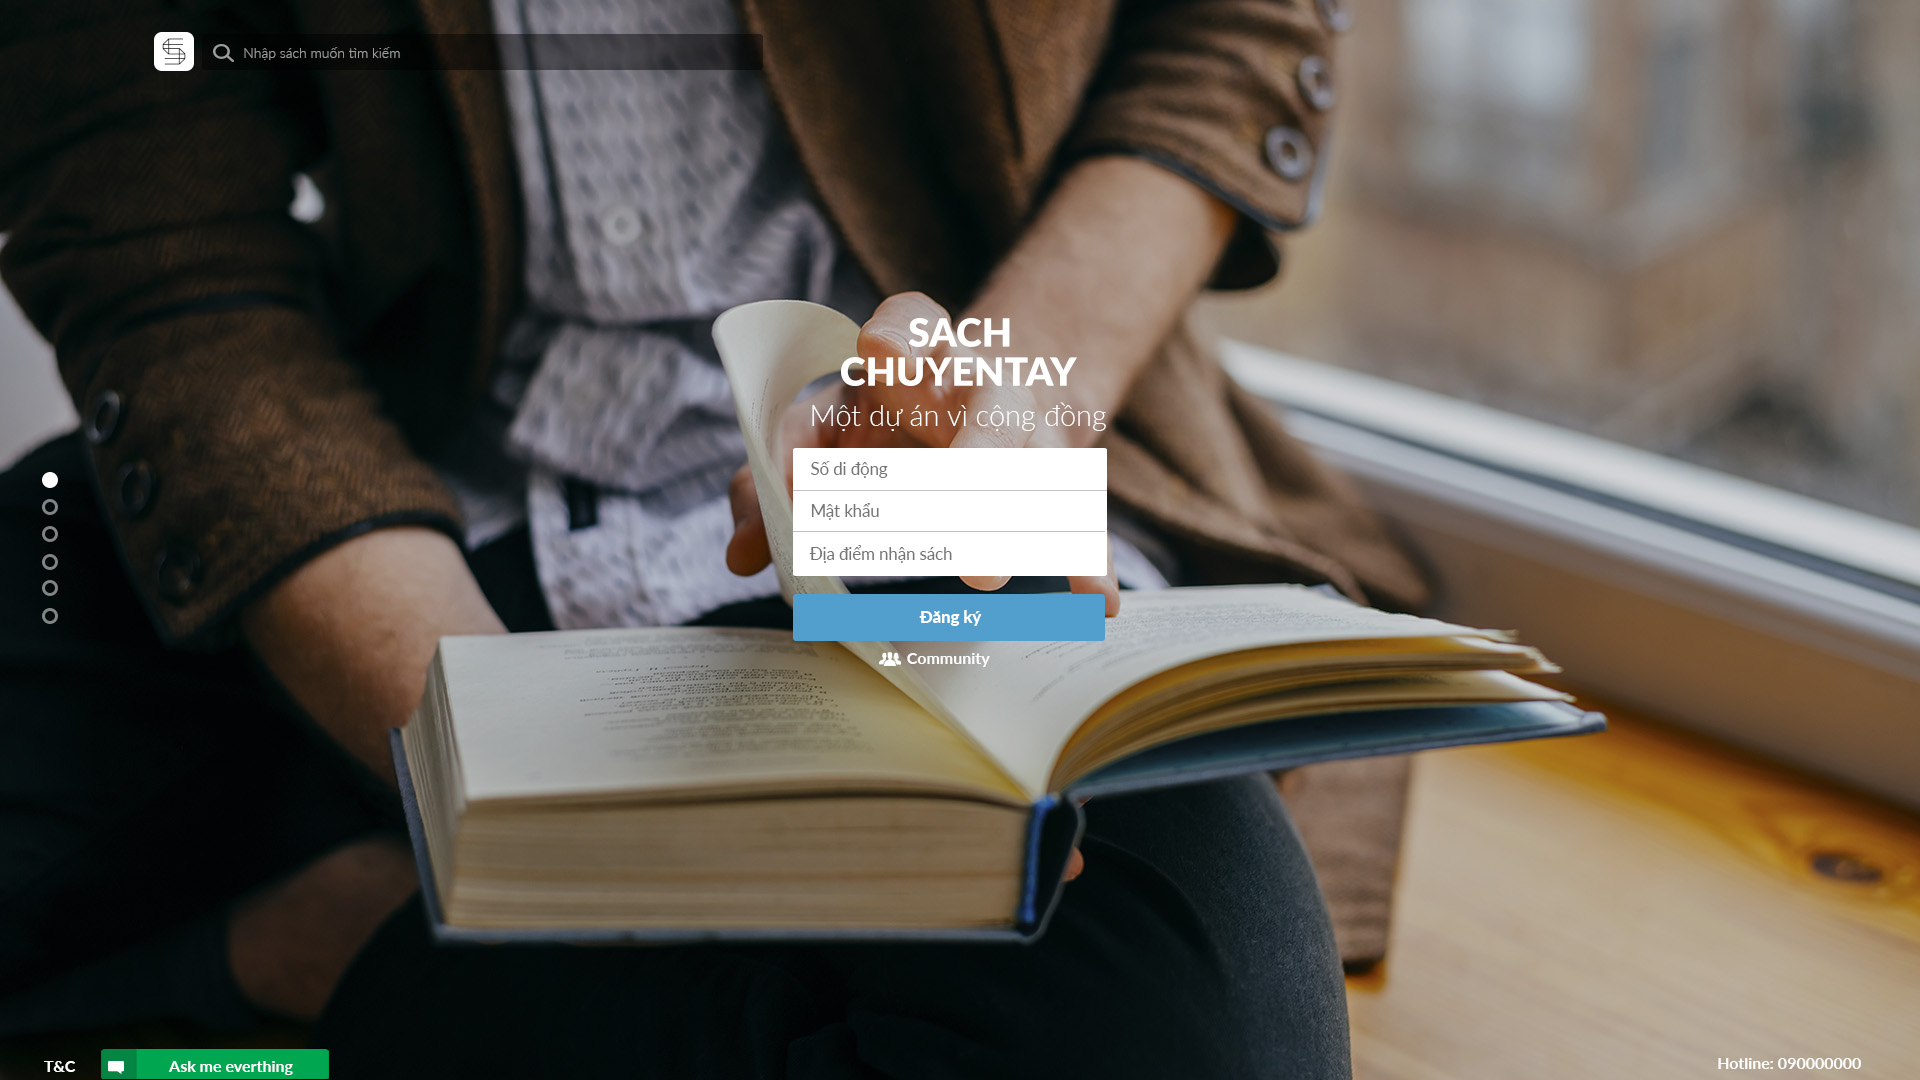 Nhập sách muốn tìm kiếm
SACH
CHUYENTAY
Một dự án vì cộng đồng
Số di động
Mật khẩu
Địa điểm nhận sách
Đăng ký
Community
T&C
Ask me everthing
Hotline: 090000000